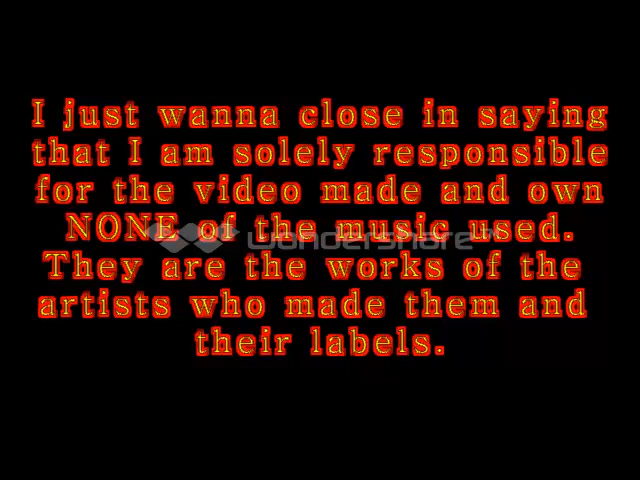 I just wanna close in saying
that I am solely responsible
for the video made and own
NONE of the music used.
wondershare™
They are the works of the
artists who made them and
their labels.